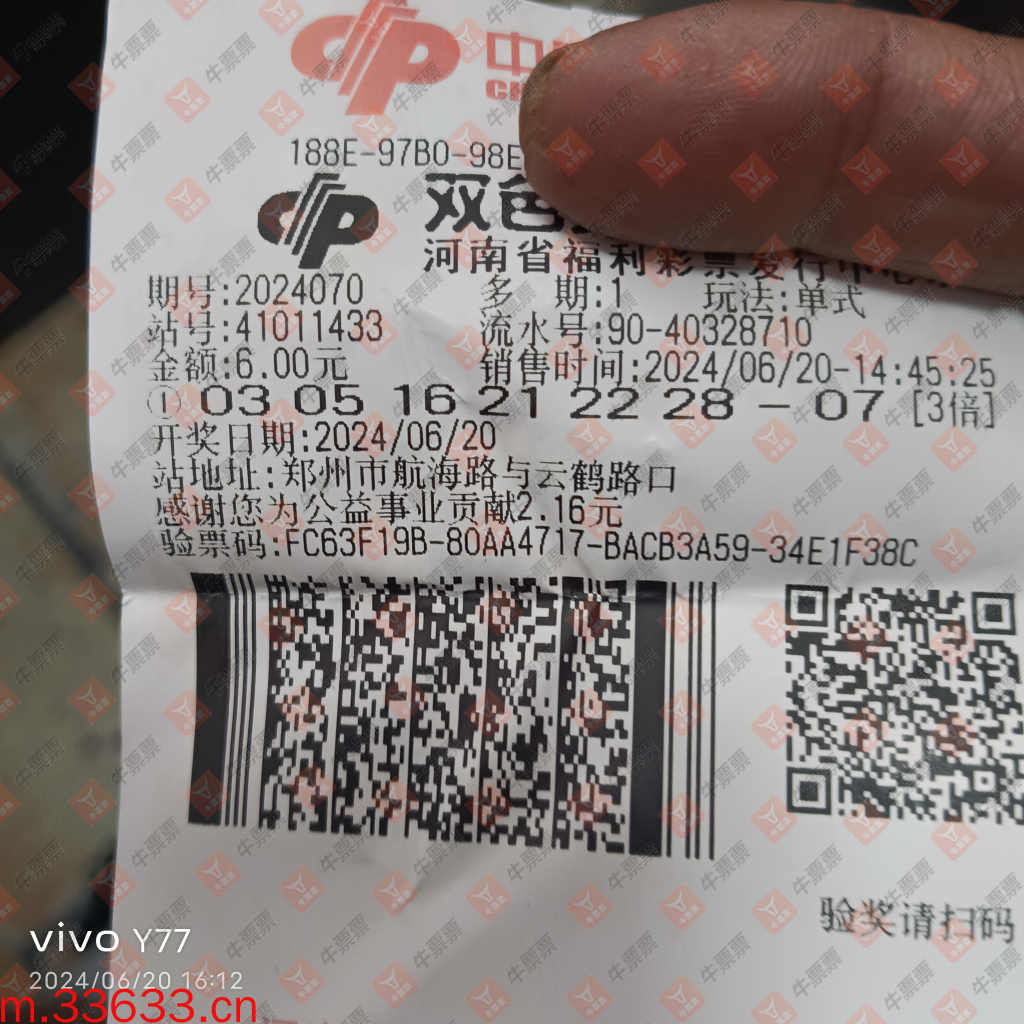 中
188E-97B0-98E
双色
河南省福利彩票发行中心
期号:2024070 多 期:1 玩法:单式
站号:41011433 流水号:90-40328710
金额:6.00元 销售时间:2024/06/20-14:45:25
① 03 05 16 21 22 28 - 07 [3倍]
开奖日期:2024/06/20
站地址:郑州市航海路与云鹤路口
感谢您为公益事业贡献2.16元
验票码:FC63F19B-80AA4717-BACB3A59-34E1F38C
验奖请扫码
vivo Y77
2024/06/20 16:12
m.33633.cn
牛票票